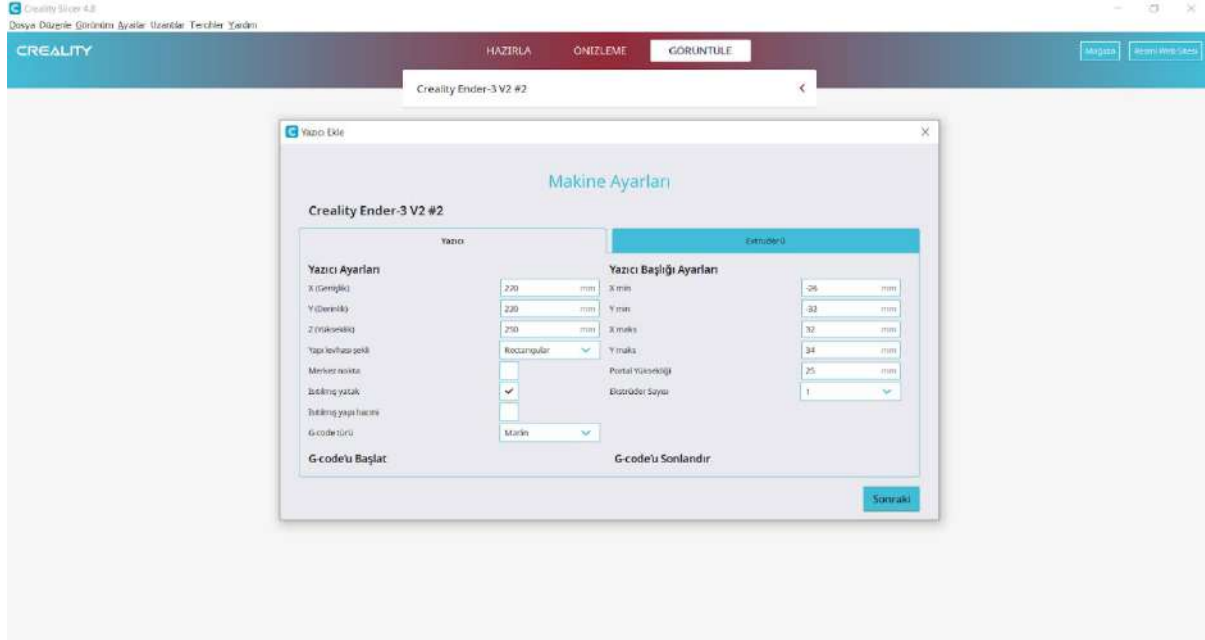 Creality Slicer 4.8
Dosya Düzenle Görünüm Ayarlar Uzantılar Tercihler Yardım
CREALITY
HAZIRLA
ÖNİZLEME
GÖRÜNTÜLE
Mağaza
Resmi Web Sitesi
Creality Ender-3 V2 #2
Yazıcı Ekle
Makine Ayarları
Creality Ender-3 V2 #2
Yazıcı
Extruder 0
Yazıcı Ayarları
X (Genişlik) 220 mm
Y (Derinlik) 220 mm
Z (Yükseklik) 250 mm
Yapı levhası şekli Rectangular
Merkez nokta
Isıtılmış yatak
Isıtılmış yapı hacmi
G-code türü Marlin
G-code'u Başlat
Yazıcı Başlığı Ayarları
X min -26 mm
Y min -32 mm
X maks 32 mm
Y maks 34 mm
Portal Yüksekliği 25 mm
Ekstrüder Sayısı 1
G-code'u Sonlandır
Sonraki